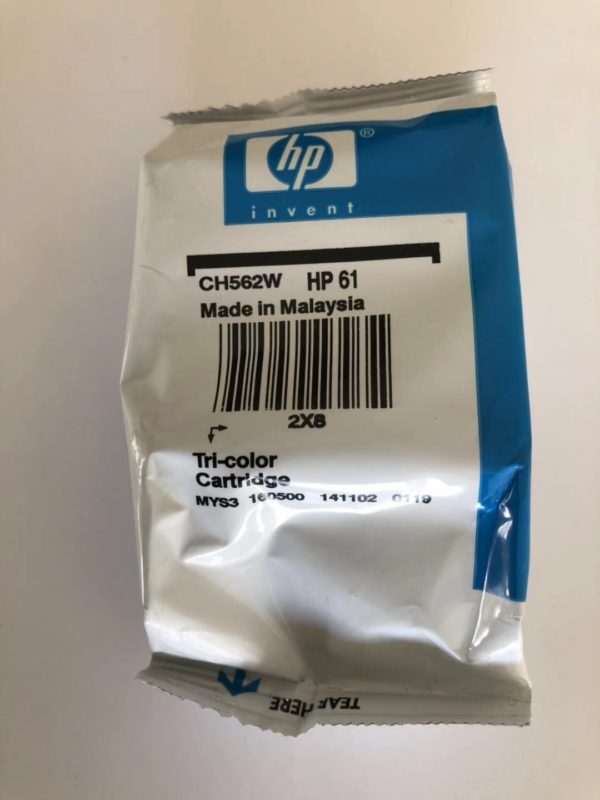 hp ®
invent
CH562W HP 61
Made in Malaysia
2X8
Tri-color
Cartridge
MYS3 160500 141102 0119
TEAR HERE